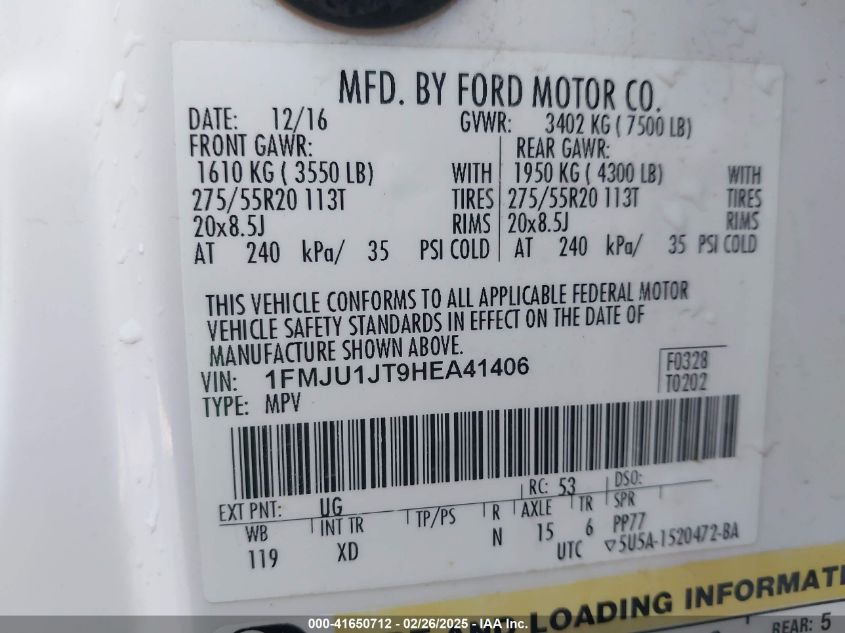 MFD. BY FORD MOTOR CO.
DATE: 12/16 GVWR: 3402 KG ( 7500 LB)
FRONT GAWR: REAR GAWR:
1610 KG ( 3550 LB) WITH 1950 KG ( 4300 LB) WITH
275/55R20 113T TIRES 275/55R20 113T TIRES
20x8.5J RIMS 20x8.5J RIMS
AT 240 kPa/ 35 PSI COLD AT 240 kPa/ 35 PSI COLD
THIS VEHICLE CONFORMS TO ALL APPLICABLE FEDERAL MOTOR
VEHICLE SAFETY STANDARDS IN EFFECT ON THE DATE OF
MANUFACTURE SHOWN ABOVE.
VIN: 1FMJU1JT9HEA41406 F0328
TYPE: MPV T0202
EXT PNT: UG RC: 53 DSO:
WB INT TR TP/PS R AXLE TR SPR
119 XD N 15 6 PP77
UTC ▽5U5A-1520472-BA
AND LOADING INFORMATI
REAR: 5
000-41650712 - 02/26/2025 - IAA Inc.